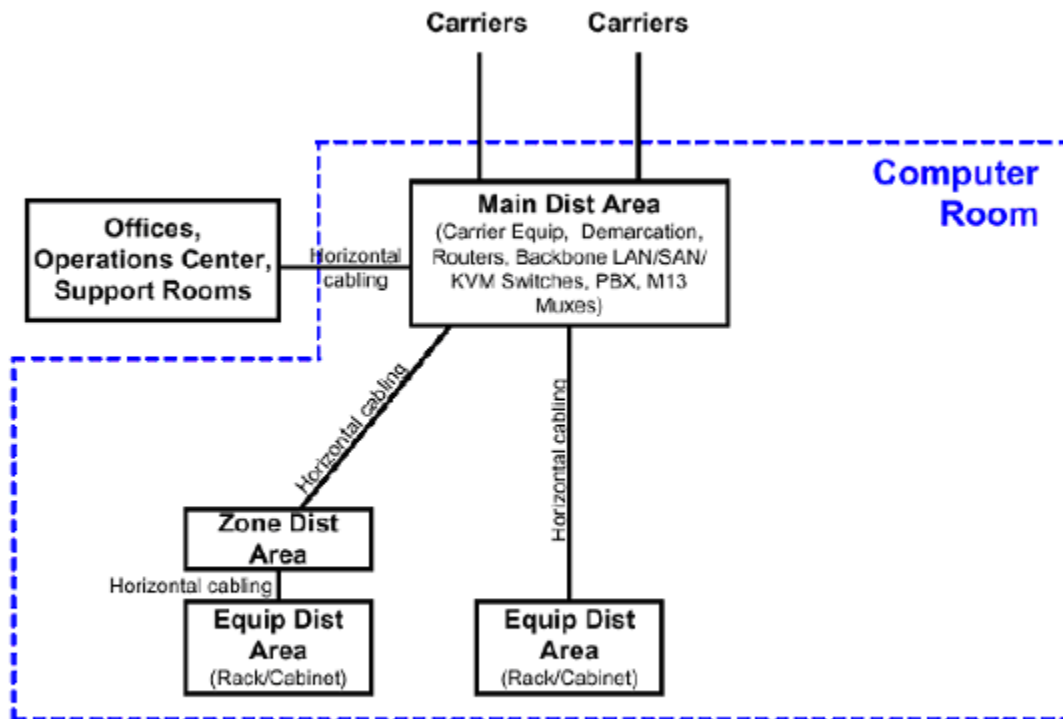 Carriers
Carriers
Computer
Room
Main Dist Area
(Carrier Equip, Demarcation,
Routers, Backbone LAN/SAN/
KVM Switches, PBX, M13
Muxes)
Offices,
Operations Center,
Support Rooms
Horizontal
cabling
Horizontal cabling
Horizontal cabling
Zone Dist
Area
Horizontal cabling
Equip Dist
Area
(Rack/Cabinet)
Equip Dist
Area
(Rack/Cabinet)